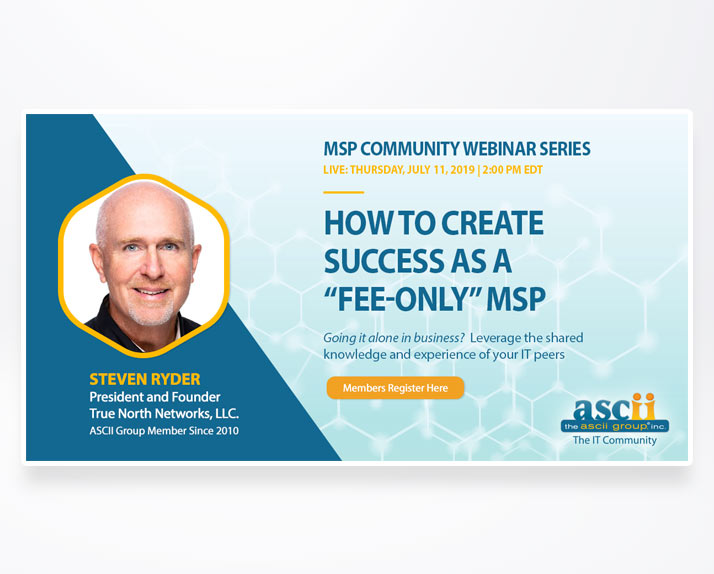 MSP COMMUNITY WEBINAR SERIES
LIVE: THURSDAY, JULY 11, 2019 | 2:00 PM EDT
HOW TO CREATE
SUCCESS AS A
“FEE-ONLY” MSP
Going it alone in business? Leverage the shared
knowledge and experience of your IT peers
Members Register Here
STEVEN RYDER
President and Founder
True North Networks, LLC.
ASCII Group Member Since 2010
ascii
the ascii group® inc.
The IT Community